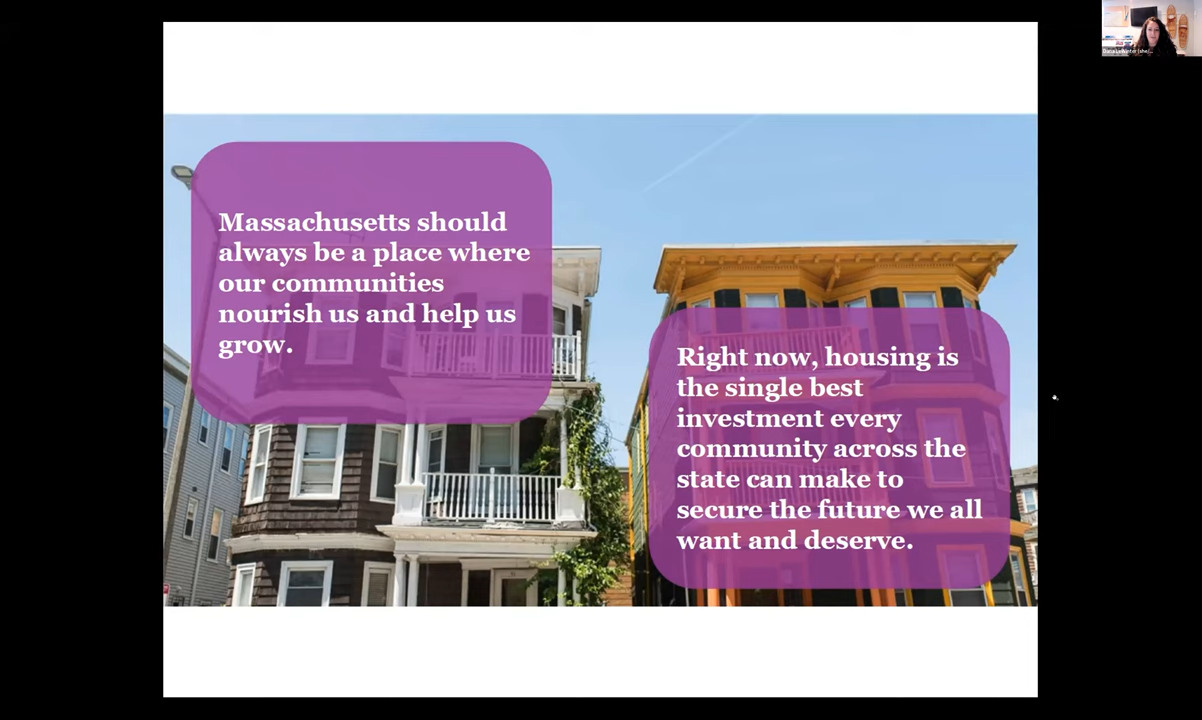 Massachusetts should
always be a place where
our communities
nourish us and help us
grow.
Right now, housing is
the single best
investment every
community across the
state can make to
secure the future we all
want and deserve.